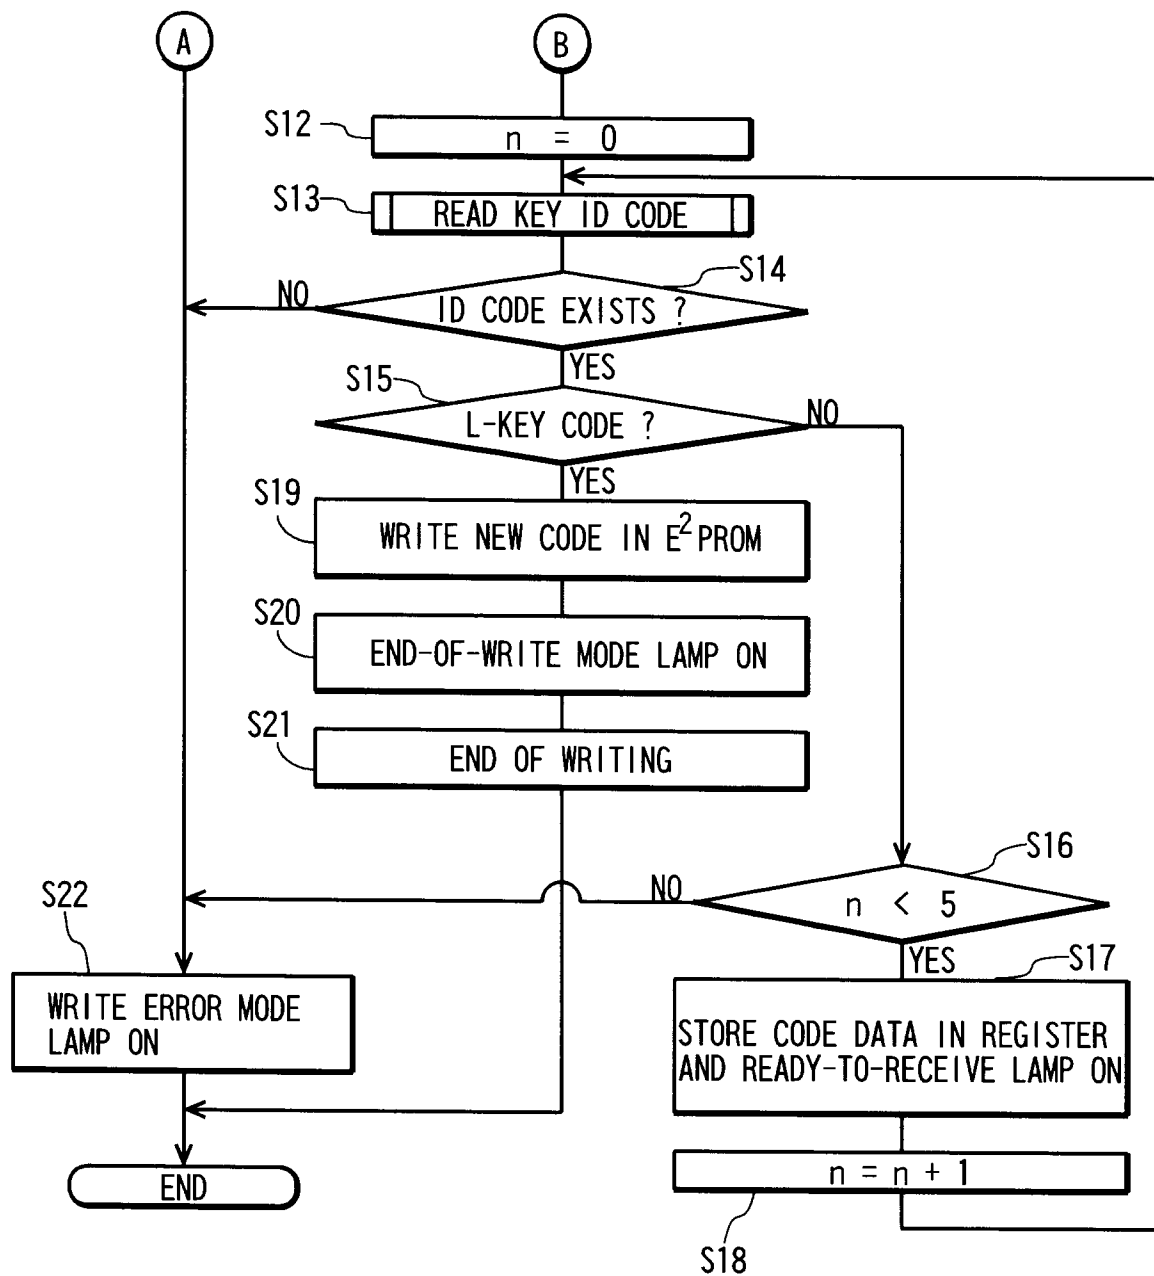 A
B
S12
n = 0
S13
READ KEY ID CODE
S14
NO
ID CODE EXISTS ?
YES
S15
L-KEY CODE ?
NO
YES
S19
WRITE NEW CODE IN E²PROM
S20
END-OF-WRITE MODE LAMP ON
S21
END OF WRITING
S16
NO
n < 5
S22
YES
S17
WRITE ERROR MODE
LAMP ON
STORE CODE DATA IN REGISTER
AND READY-TO-RECEIVE LAMP ON
n = n + 1
END
S18